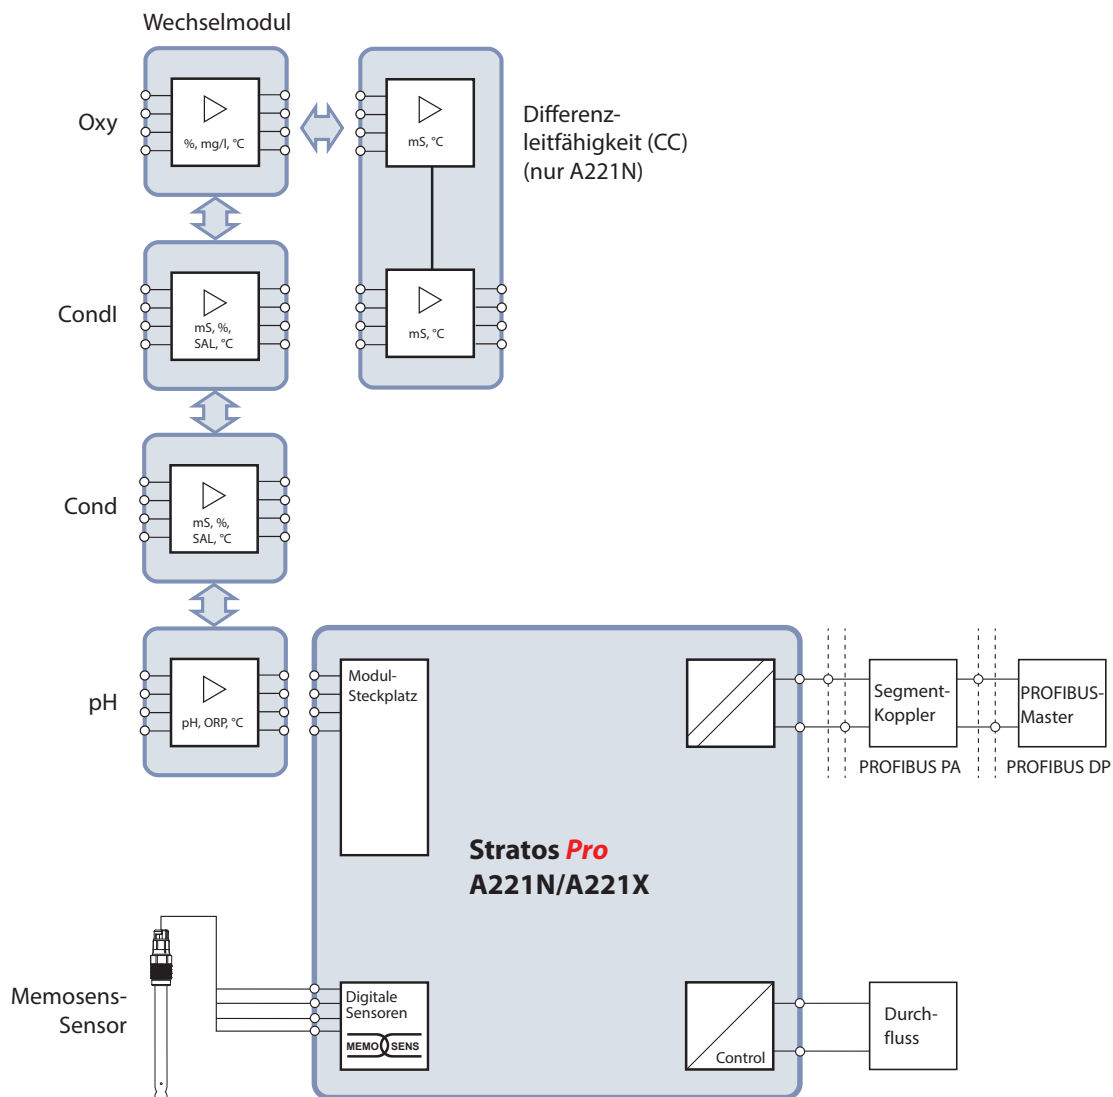 Wechselmodul
Oxy
%, mg/l, °C
mS, °C
Differenz-
leitfähigkeit (CC)
(nur A221N)
CondI
mS, %,
SAL, °C
mS, °C
Cond
mS, %,
SAL, °C
pH
pH, ORP, °C
Modul-
Steckplatz
Segment-
Koppler
PROFIBUS-
Master
PROFIBUS PA
PROFIBUS DP
Stratos Pro
A221N/A221X
Memosens-
Sensor
Digitale
Sensoren
MEMO SENS
Control
Durch-
fluss